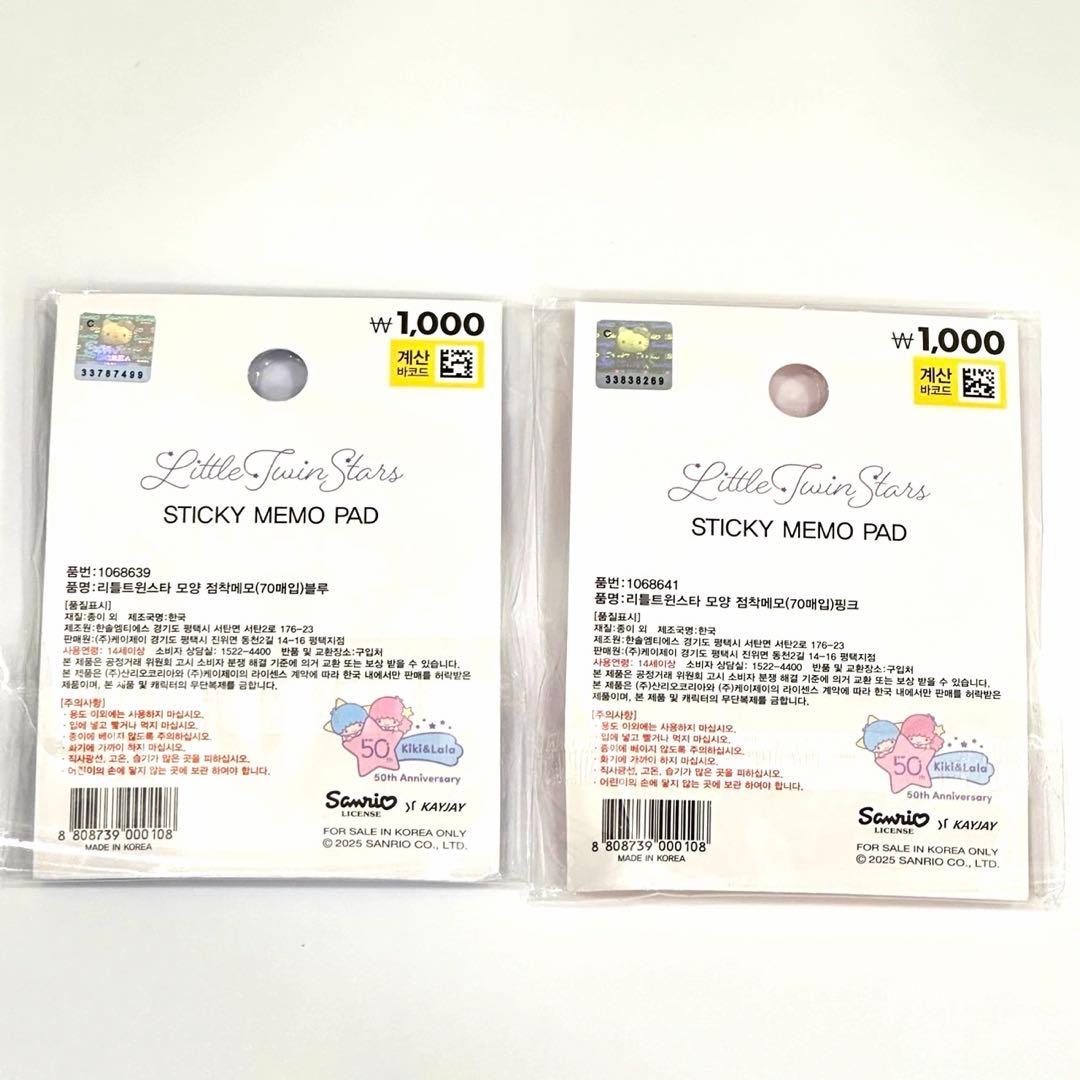 C
KOREA
33787499
₩1,000
계산
바코드
Little Twin Stars
STICKY MEMO PAD
품번:1068639
품명:리틀트윈스타 모양 점착메모(70매입)블루
[품질표시]
재질:종이 외 제조국명:한국
제조원:한솔엠티에스 경기도 평택시 서탄면 서탄2로 176-23
판매원:(주)케이제이 경기도 평택시 진위면 동천2길 14-16 평택지점
사용연령: 14세이상 소비자 상담실: 1522-4400 반품 및 교환장소:구입처
본 제품은 공정거래 위원회 고시 소비자 분쟁 해결 기준에 의거 교환 또는 보상 받을 수 있습니다.
본 제품은 (주)산리오코리아와 (주)케이제이의 라이센스 계약에 따라 한국 내에서만 판매를 허락받은
제품이며, 본 제품 및 캐릭터의 무단복제를 금합니다.
[주의사항]
· 용도 이외에는 사용하지 마십시오.
· 입에 넣고 빨거나 먹지 마십시오.
· 종이에 베이지 않도록 주의하십시오.
· 화기에 가까이 하지 마십시오.
· 직사광선, 고온, 습기가 많은 곳을 피하십시오.
· 어린이의 손에 닿지 않는 곳에 보관 하여야 합니다.
50th
Kiki&Lala
50th Anniversary
8 808739 000108
MADE IN KOREA
Sanrio
LICENSE
KAYJAY
FOR SALE IN KOREA ONLY
© 2025 SANRIO CO., LTD.
C
33838269
₩1,000
계산
바코드
Little Twin Stars
STICKY MEMO PAD
품번:1068641
품명:리틀트윈스타 모양 점착메모(70매입)핑크
[품질표시]
재질:종이 외 제조국명:한국
제조원:한솔엠티에스 경기도 평택시 서탄면 서탄2로 176-23
판매원:(주)케이제이 경기도 평택시 진위면 동천2길 14-16 평택지점
사용연령: 14세이상 소비자 상담실: 1522-4400 반품 및 교환장소:구입처
본 제품은 공정거래 위원회 고시 소비자 분쟁 해결 기준에 의거 교환 또는 보상 받을 수 있습니다.
본 제품은 (주)산리오코리아와 (주)케이제이의 라이센스 계약에 따라 한국 내에서만 판매를 허락받은
제품이며, 본 제품 및 캐릭터의 무단복제를 금합니다.
[주의사항]
· 용도 이외에는 사용하지 마십시오.
· 입에 넣고 빨거나 먹지 마십시오.
· 종이에 베이지 않도록 주의하십시오.
· 화기에 가까이 하지 마십시오.
· 직사광선, 고온, 습기가 많은 곳을 피하십시오.
· 어린이의 손에 닿지 않는 곳에 보관 하여야 합니다.
50th
Kiki&Lala
50th Anniversary
8 808739 000108
MADE IN KOREA
Sanrio
LICENSE
KAYJAY
FOR SALE IN KOREA ONLY
© 2025 SANRIO CO., LTD.